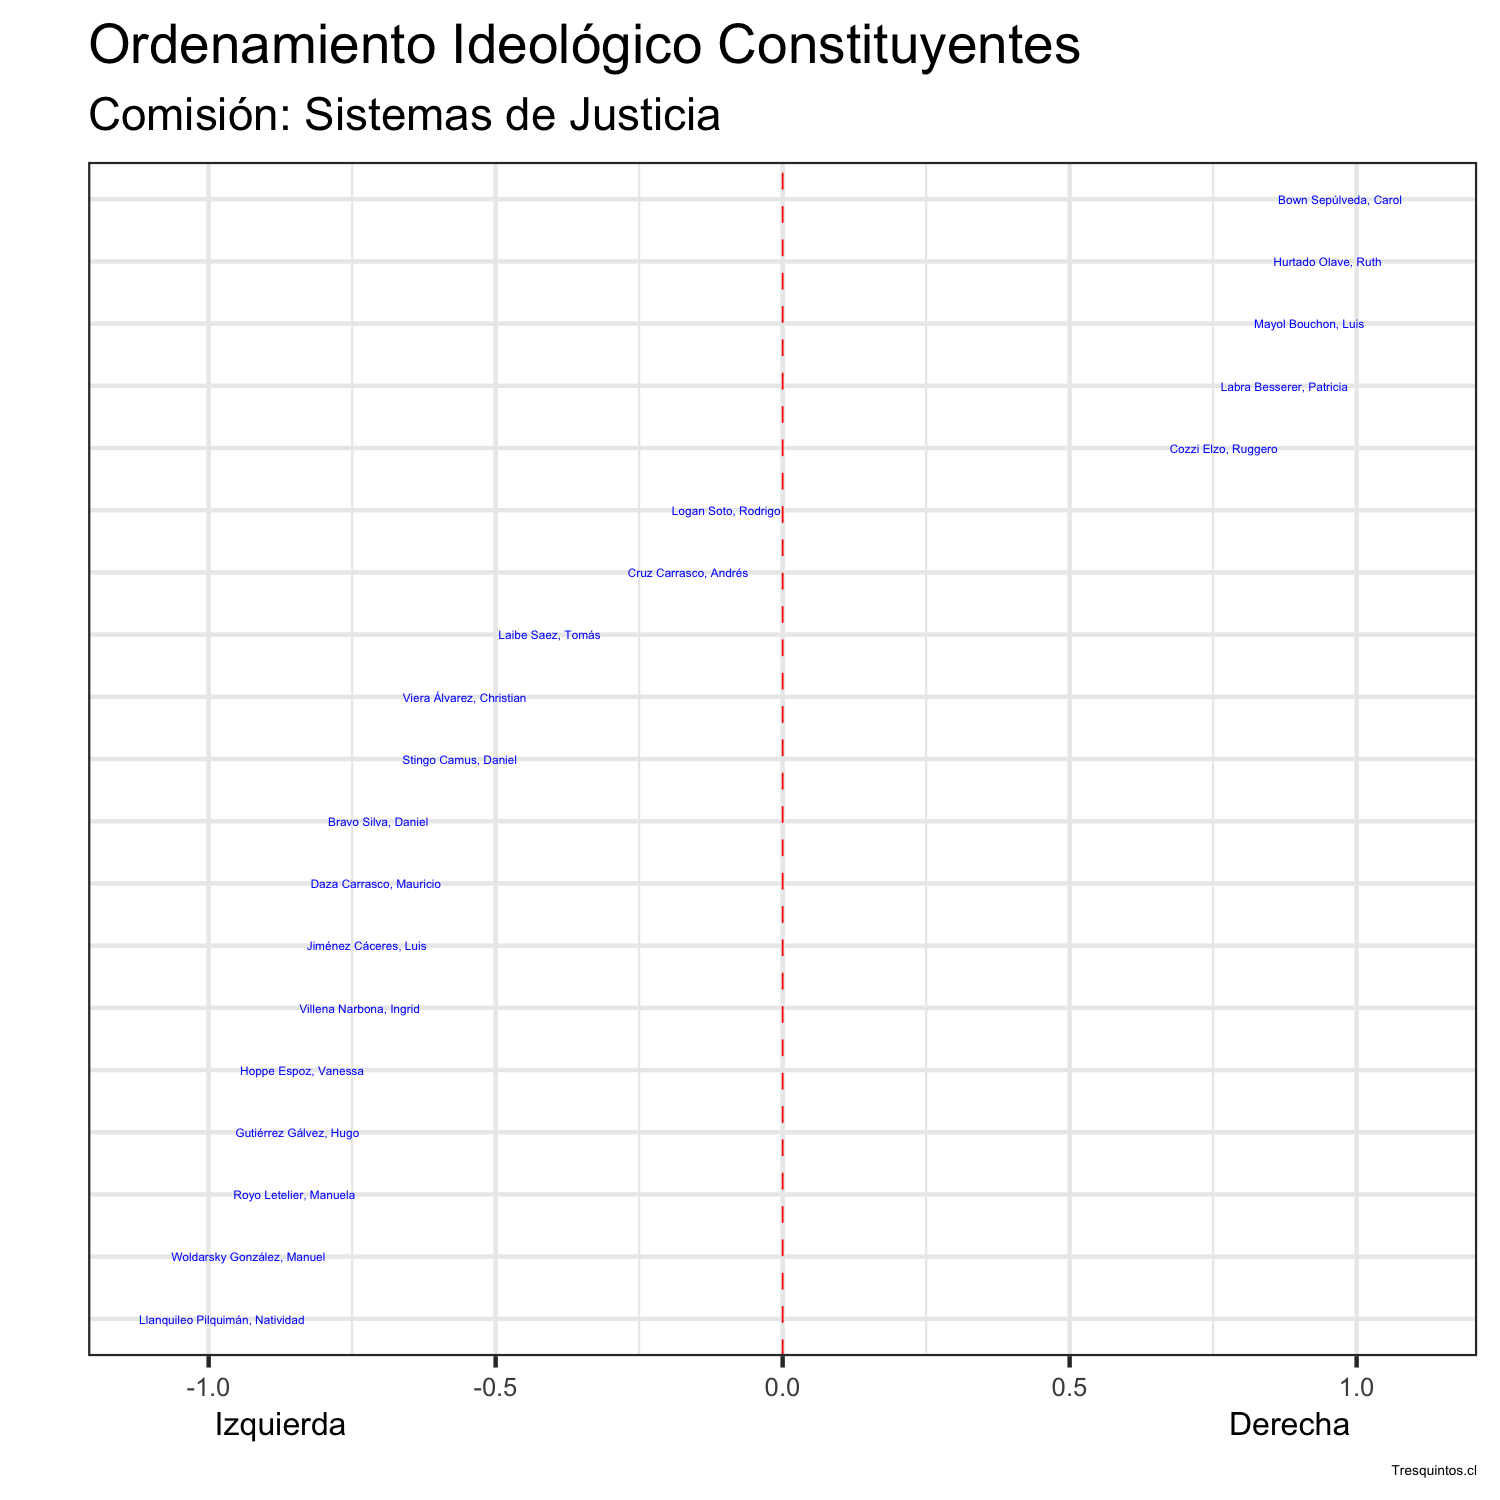 Ordenamiento Ideológico Constituyentes
Comisión: Sistemas de Justicia
Bown Sepúlveda, Carol
Hurtado Olave, Ruth
Mayol Bouchon, Luis
Labra Besserer, Patricia
Cozzi Elzo, Ruggero
Logan Soto, Rodrigo
Cruz Carrasco, Andrés
Laibe Saez, Tomás
Viera Álvarez, Christian
Stingo Camus, Daniel
Bravo Silva, Daniel
Daza Carrasco, Mauricio
Jiménez Cáceres, Luis
Villena Narbona, Ingrid
Hoppe Espoz, Vanessa
Gutiérrez Gálvez, Hugo
Royo Letelier, Manuela
Woldarsky González, Manuel
Llanquileo Pilquimán, Natividad
-1.0 -0.5 0.0 0.5 1.0
Izquierda Derecha
Tresquintos.cl